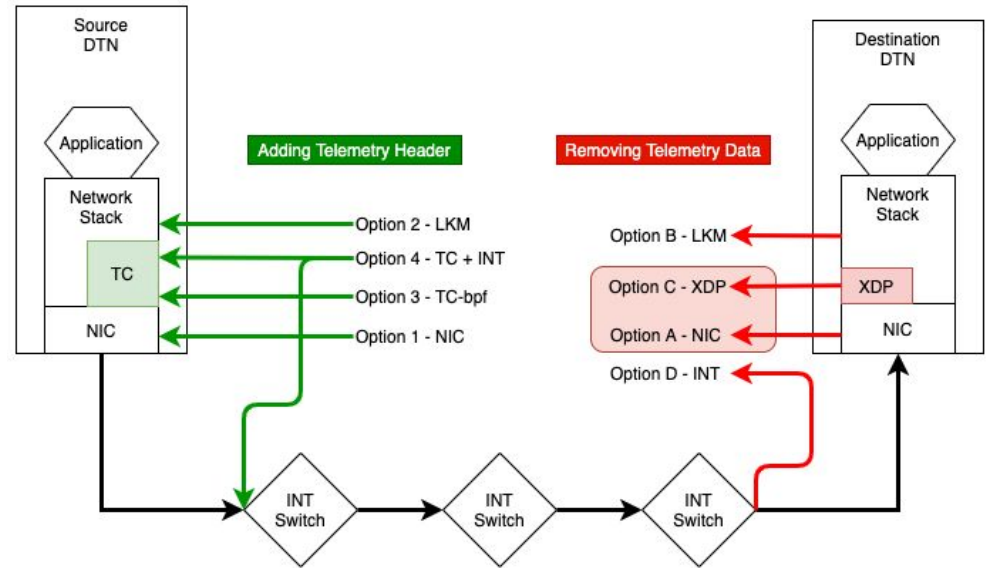 Source
DTN
Application
Network
Stack
TC
NIC
Adding Telemetry Header
Option 2 - LKM
Option 4 - TC + INT
Option 3 - TC-bpf
Option 1 - NIC
Removing Telemetry Data
Option B - LKM
Option C - XDP
Option A - NIC
Option D - INT
Destination
DTN
Application
Network
Stack
XDP
NIC
INT
Switch
INT
Switch
INT
Switch